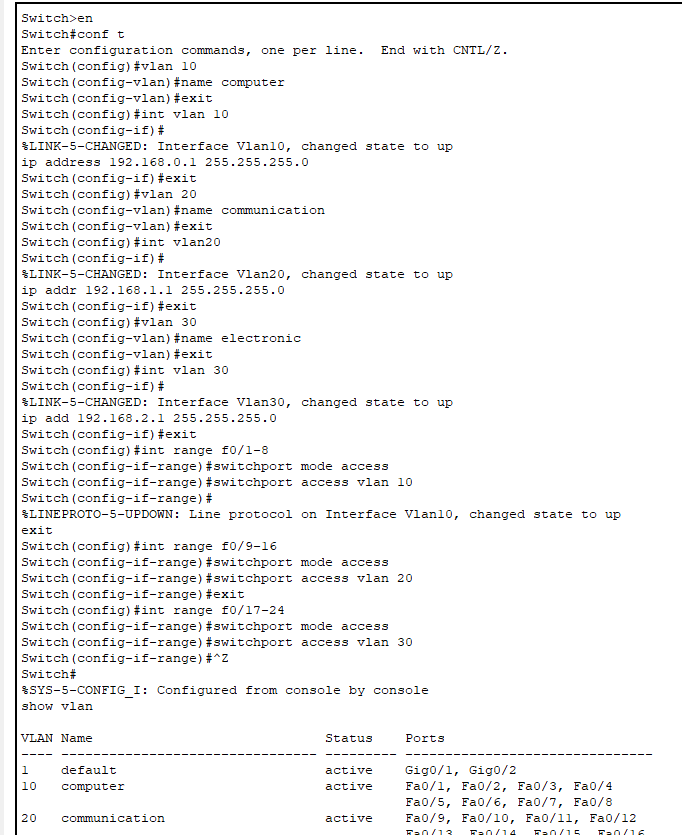 Switch>en
Switch#conf t
Enter configuration commands, one per line.  End with CNTL/Z.
Switch(config)#vlan 10
Switch(config-vlan)#name computer
Switch(config-vlan)#exit
Switch(config)#int vlan 10
Switch(config-if)#
%LINK-5-CHANGED: Interface Vlan10, changed state to up
ip address 192.168.0.1 255.255.255.0
Switch(config-if)#exit
Switch(config)#vlan 20
Switch(config-vlan)#name communication
Switch(config-vlan)#exit
Switch(config)#int vlan20
Switch(config-if)#
%LINK-5-CHANGED: Interface Vlan20, changed state to up
ip addr 192.168.1.1 255.255.255.0
Switch(config-if)#exit
Switch(config)#vlan 30
Switch(config-vlan)#name electronic
Switch(config-vlan)#exit
Switch(config)#int vlan 30
Switch(config-if)#
%LINK-5-CHANGED: Interface Vlan30, changed state to up
ip add 192.168.2.1 255.255.255.0
Switch(config-if)#exit
Switch(config)#int range f0/1-8
Switch(config-if-range)#switchport mode access
Switch(config-if-range)#switchport access vlan 10
Switch(config-if-range)#
%LINEPROTO-5-UPDOWN: Line protocol on Interface Vlan10, changed state to up
exit
Switch(config)#int range f0/9-16
Switch(config-if-range)#switchport mode access
Switch(config-if-range)#switchport access vlan 20
Switch(config-if-range)#exit
Switch(config)#int range f0/17-24
Switch(config-if-range)#switchport mode access
Switch(config-if-range)#switchport access vlan 30
Switch(config-if-range)#^Z
Switch#
%SYS-5-CONFIG_I: Configured from console by console
show vlan
VLAN Name                             Status    Ports
---- -------------------------------- --------- -------------------------------
1    default                          active    Gig0/1, Gig0/2
10   computer                         active    Fa0/1, Fa0/2, Fa0/3, Fa0/4
                                                Fa0/5, Fa0/6, Fa0/7, Fa0/8
20   communication                    active    Fa0/9, Fa0/10, Fa0/11, Fa0/12
                                                Fa0/13, Fa0/14, Fa0/15, Fa0/16